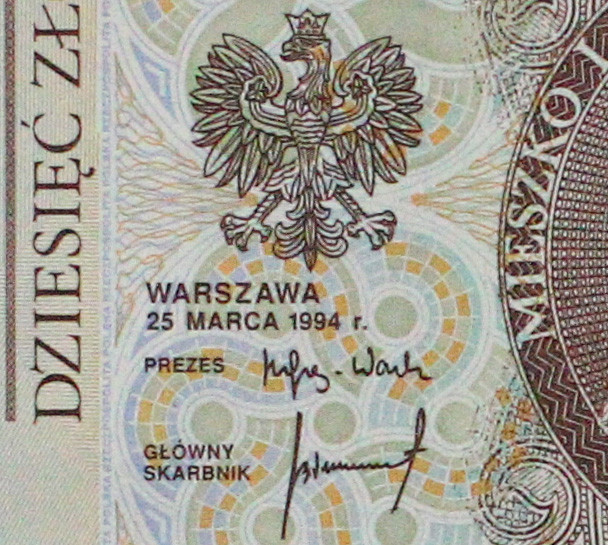 DZIESIĘĆ ZŁ
MIESZKO I
WARSZAWA
25 MARCA 1994 r.
PREZES
GŁÓWNY
SKARBNIK